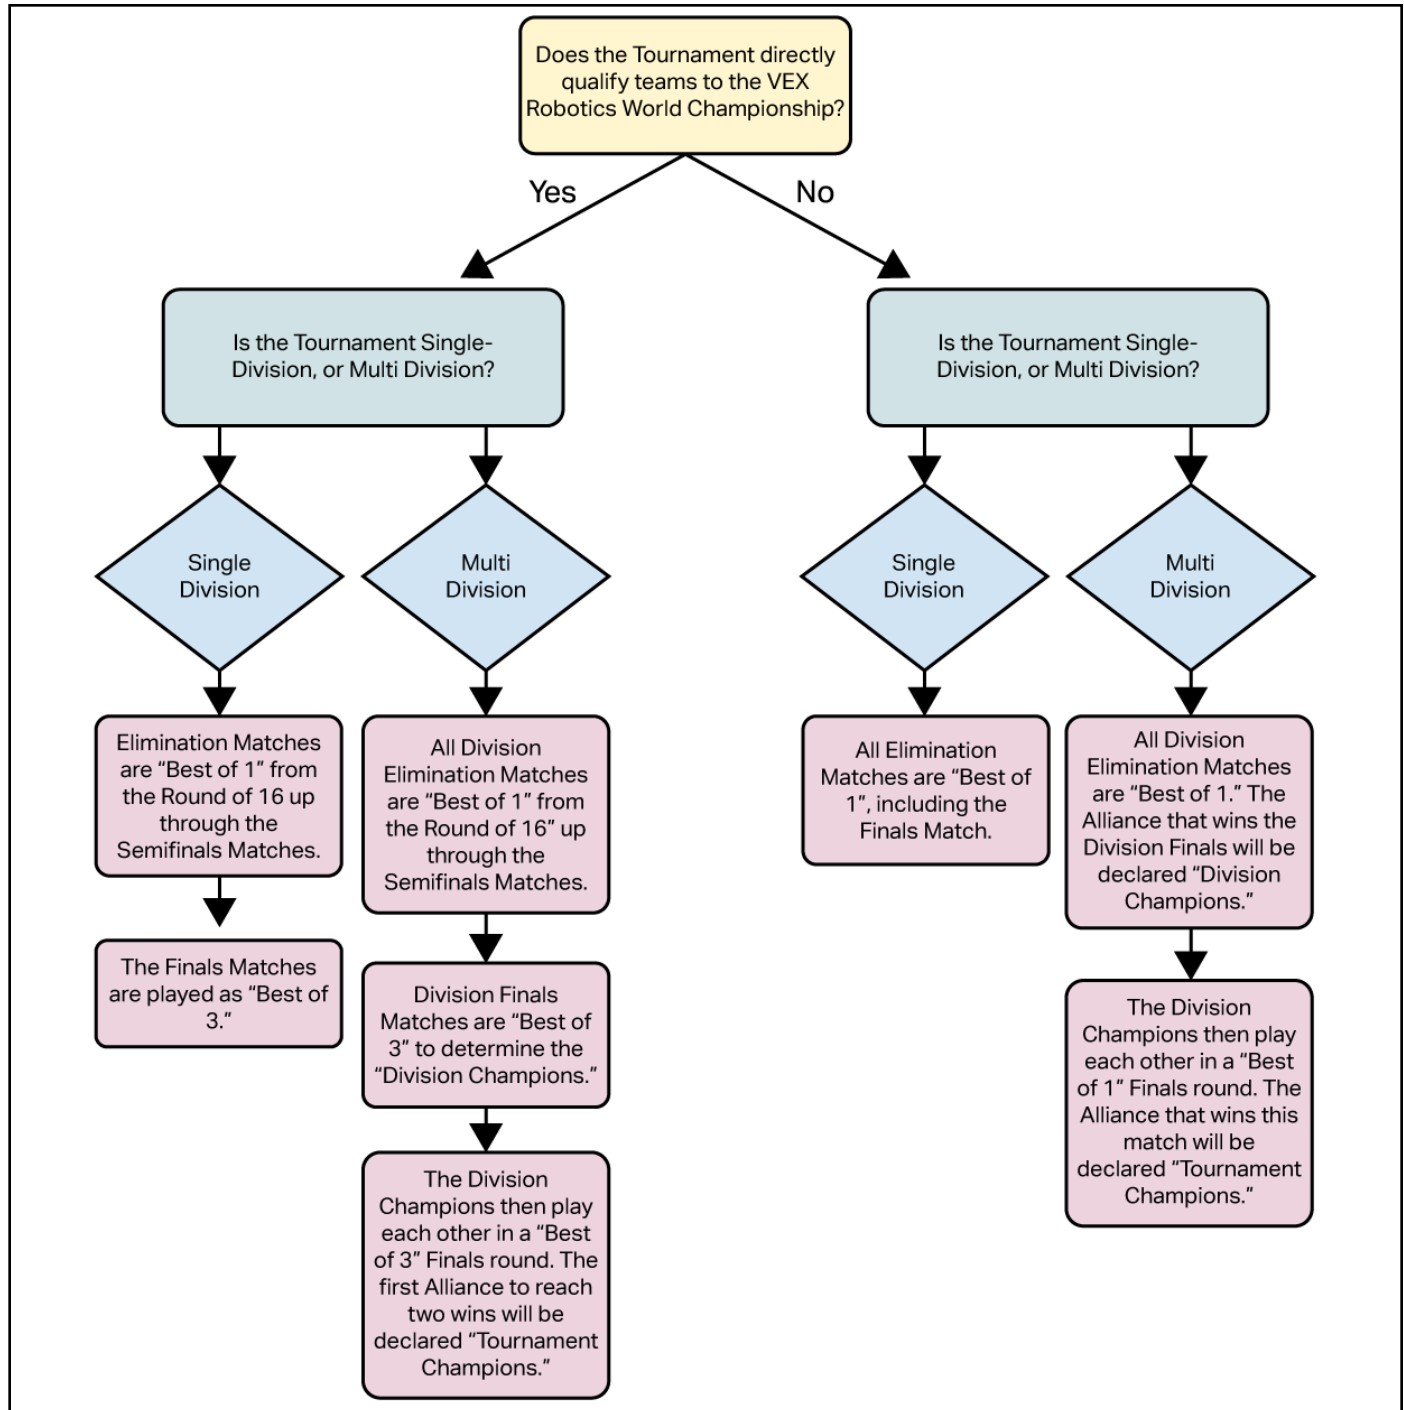 Does the Tournament directly
qualify teams to the VEX
Robotics World Championship?
Yes
No
Is the Tournament Single-
Division, or Multi Division?
Is the Tournament Single-
Division, or Multi Division?
Single
Division
Multi
Division
Single
Division
Multi
Division
Elimination Matches
are “Best of 1” from
the Round of 16 up
through the
Semifinals Matches.
The Finals Matches
are played as “Best of
3.”
All Division
Elimination Matches
are “Best of 1” from
the Round of 16” up
through the
Semifinals Matches.
Division Finals
Matches are “Best of
3” to determine the
“Division Champions.”
The Division
Champions then play
each other in a “Best
of 3” Finals round. The
first Alliance to reach
two wins will be
declared “Tournament
Champions.”
All Elimination
Matches are “Best of
1”, including the
Finals Match.
All Division
Elimination Matches
are “Best of 1.” The
Alliance that wins the
Division Finals will be
declared “Division
Champions.”
The Division
Champions then play
each other in a “Best
of 1” Finals round. The
Alliance that wins this
match will be
declared “Tournament
Champions.”